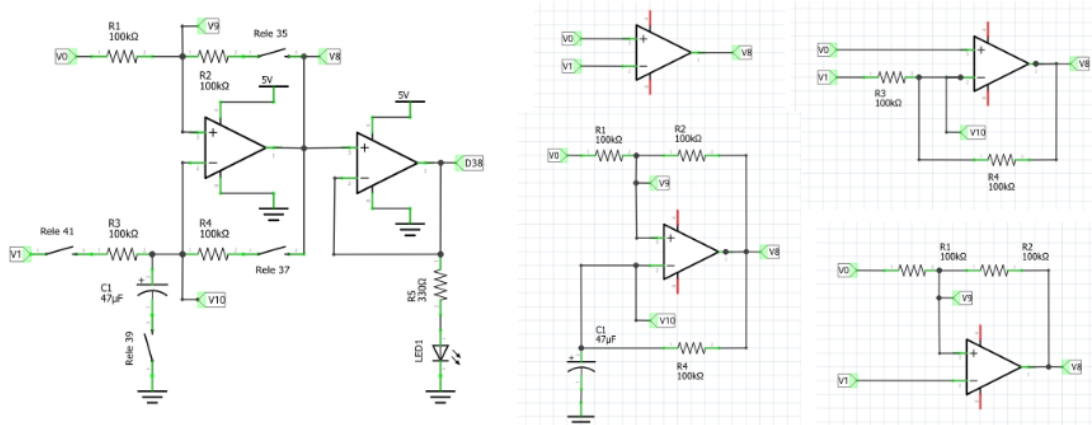 R1
100kΩ
V0
V9
R2
100kΩ
Rele 35
V8
5V
5V
D38
Rele 41
V1
R3
100kΩ
R4
100kΩ
Rele 37
C1
47µF
V10
Rele 39
R5
330Ω
LED1
V0
V1
V8
R1
100kΩ
R2
100kΩ
V0
V9
V8
V10
C1
47µF
R4
100kΩ
V0
V1
R3
100kΩ
V8
V10
R4
100kΩ
R1
100kΩ
R2
100kΩ
V0
V9
V1
V8